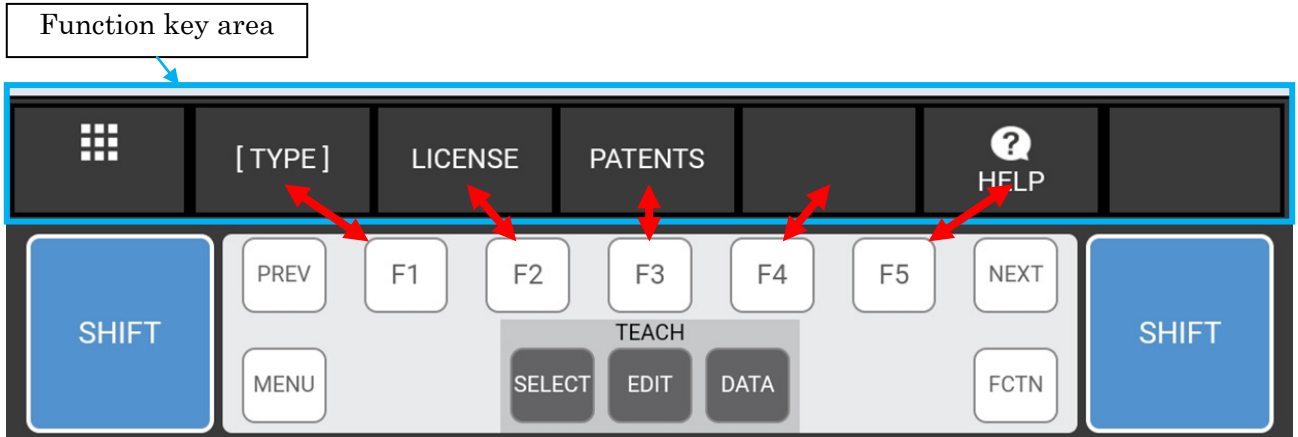 Function key area
[ TYPE ] LICENSE PATENTS ? HELP
PREV F1 F2 F3 F4 F5 NEXT
SHIFT TEACH SHIFT
MENU SELECT EDIT DATA FCTN